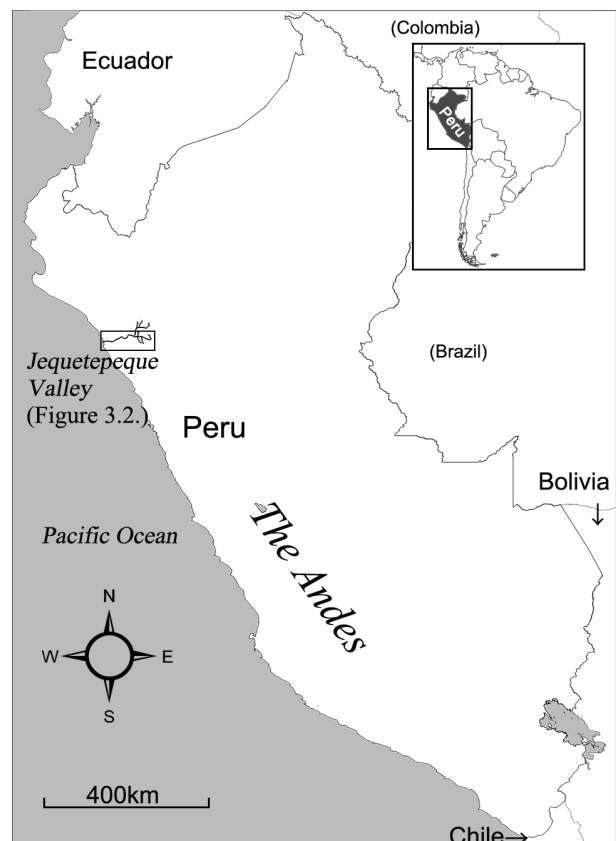 (Colombia)
Ecuador
Peru
Jequetepeque
Valley
(Figure 3.2.)
(Brazil)
Peru
Bolivia
The Andes
Pacific Ocean
N
W
E
S
400km
Chile